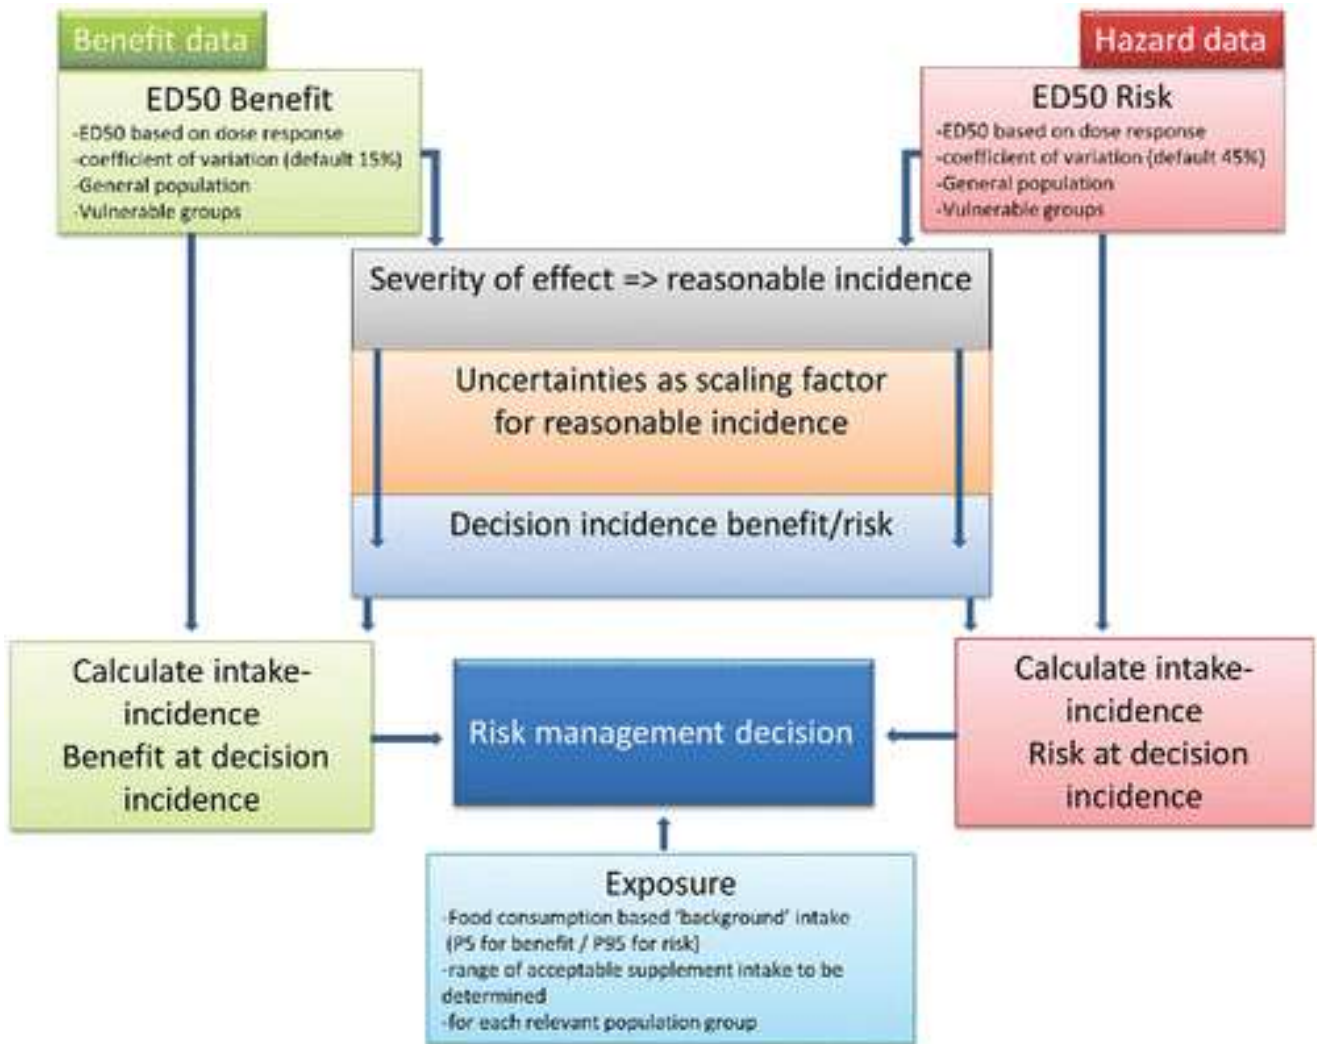 Benefit data
ED50 Benefit
-ED50 based on dose response
-coefficient of variation (default 15%)
-General population
-Vulnerable groups
Hazard data
ED50 Risk
-ED50 based on dose response
-coefficient of variation (default 45%)
-General population
-Vulnerable groups
Severity of effect => reasonable incidence
Uncertainties as scaling factor
for reasonable incidence
Decision incidence benefit/risk
Calculate intake-
incidence
Benefit at decision
incidence
Risk management decision
Calculate intake-
incidence
Risk at decision
incidence
Exposure
-Food consumption based 'background' intake
(P5 for benefit / P95 for risk)
-range of acceptable supplement intake to be
determined
-for each relevant population group